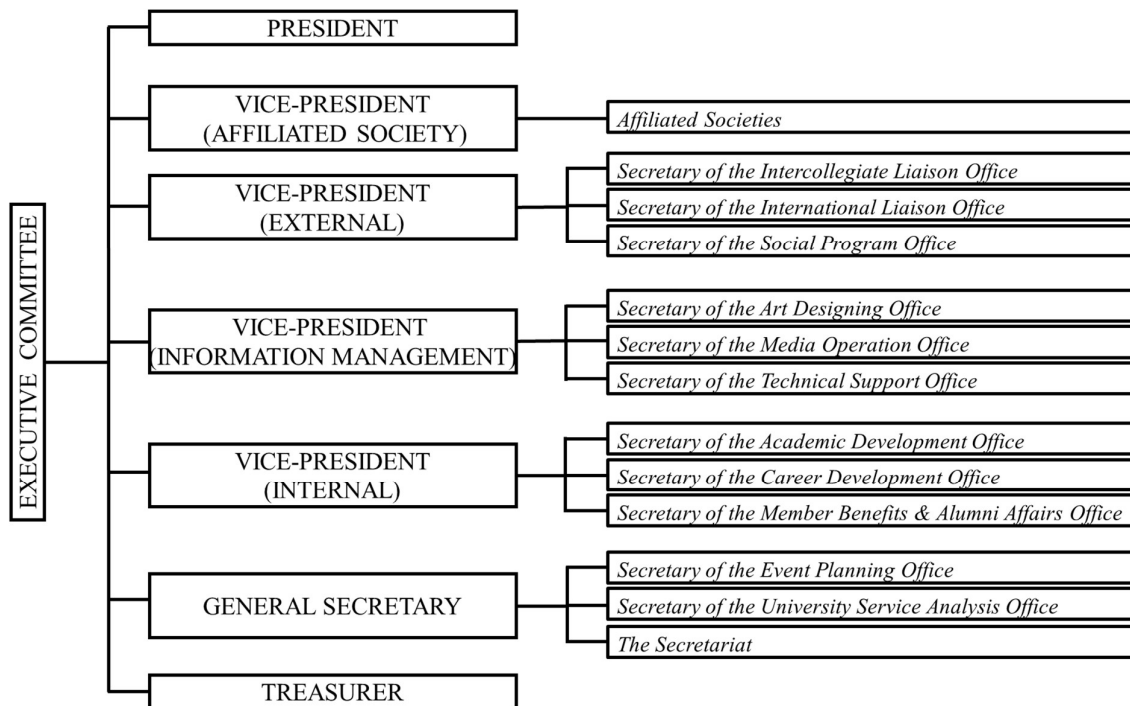 EXECUTIVE COMMITTEE
PRESIDENT
VICE-PRESIDENT
(AFFILIATED SOCIETY)
Affiliated Societies
VICE-PRESIDENT
(EXTERNAL)
Secretary of the Intercollegiate Liaison Office
Secretary of the International Liaison Office
Secretary of the Social Program Office
VICE-PRESIDENT
(INFORMATION MANAGEMENT)
Secretary of the Art Designing Office
Secretary of the Media Operation Office
Secretary of the Technical Support Office
VICE-PRESIDENT
(INTERNAL)
Secretary of the Academic Development Office
Secretary of the Career Development Office
Secretary of the Member Benefits & Alumni Affairs Office
GENERAL SECRETARY
Secretary of the Event Planning Office
Secretary of the University Service Analysis Office
The Secretariat
TREASURER